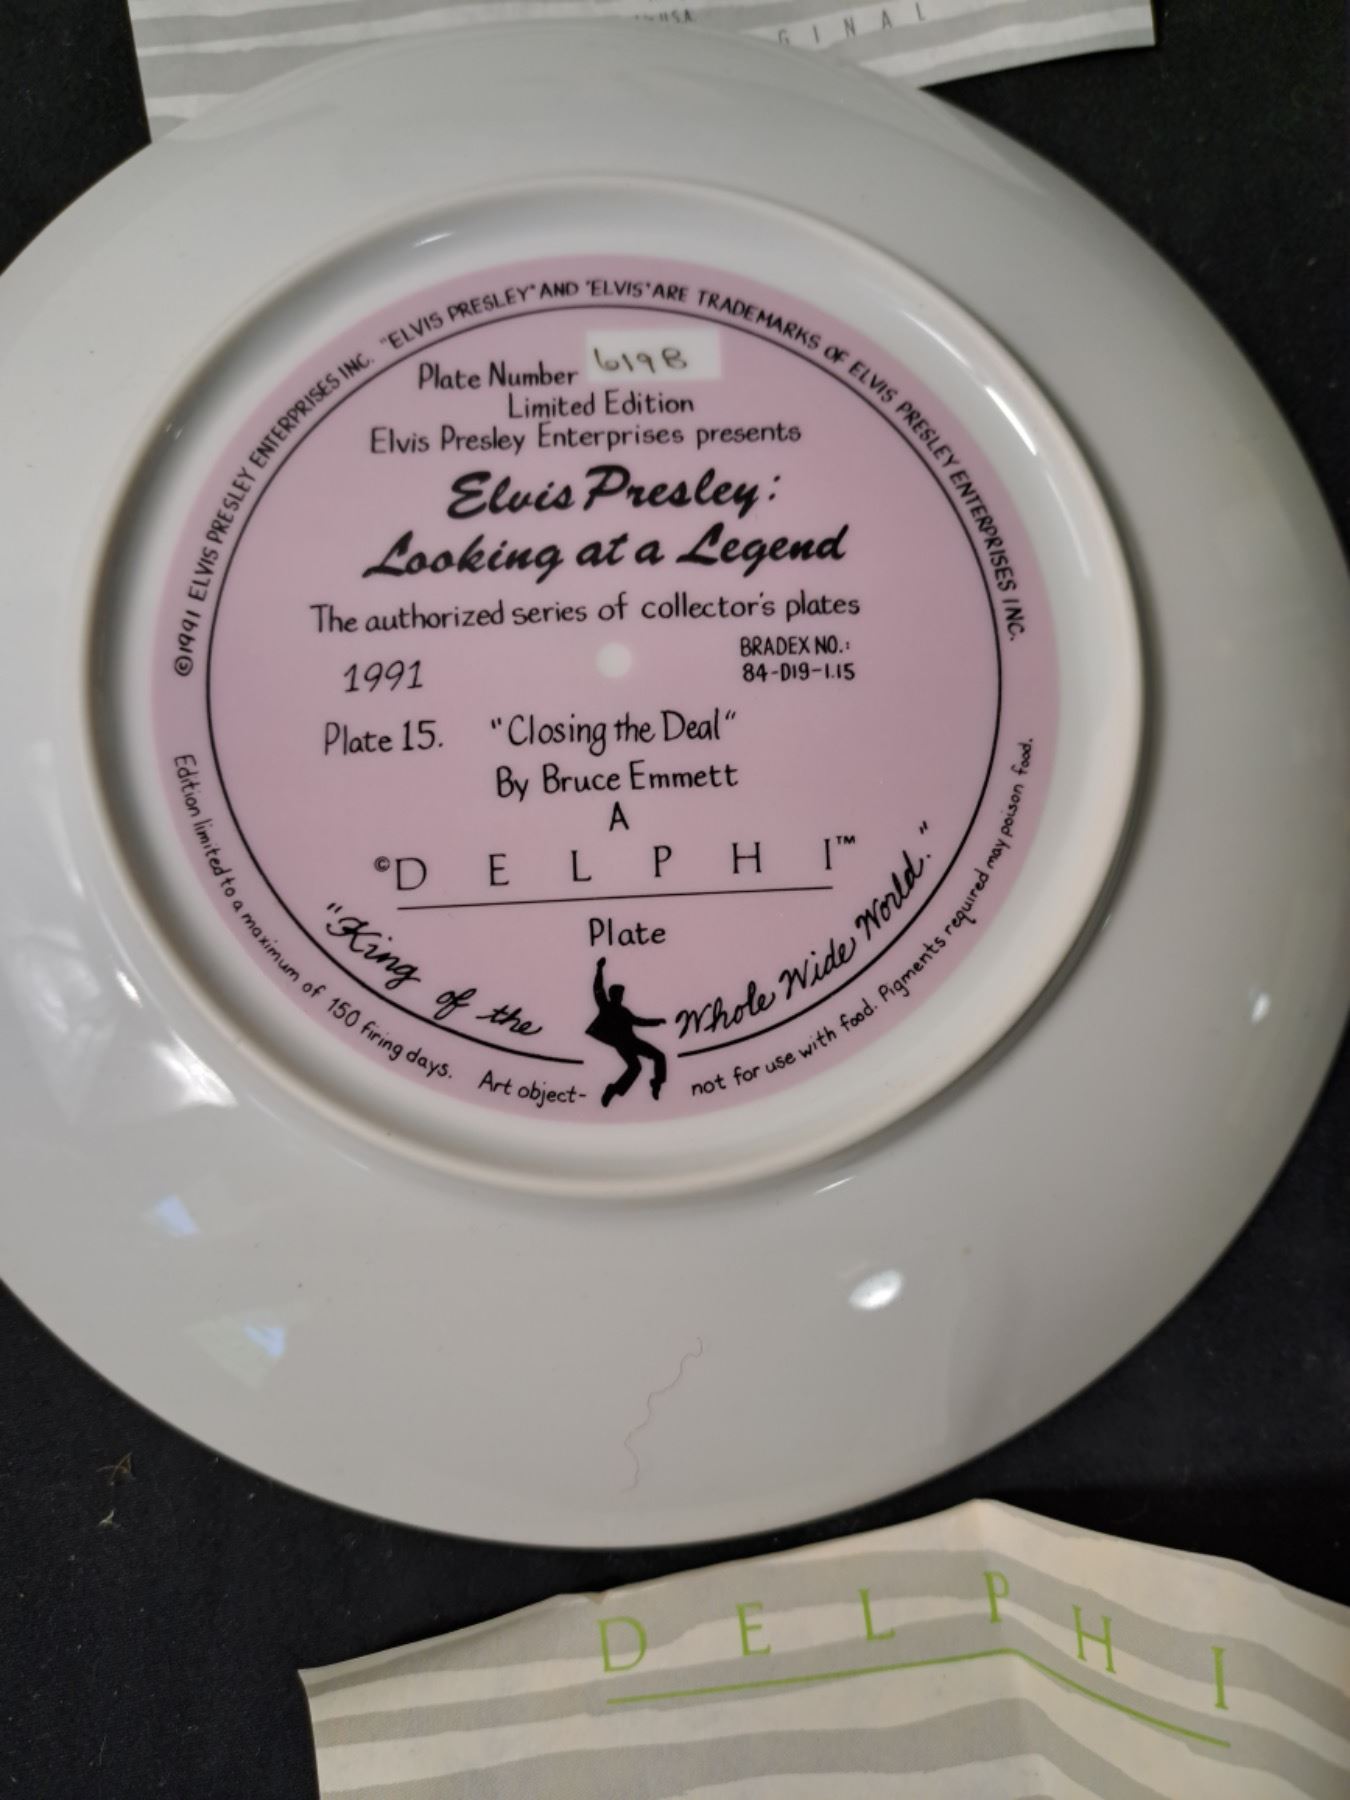 USA
GINAL
©1991 ELVIS PRESLEY ENTERPRISES INC. "ELVIS PRESLEY" AND 'ELVIS' ARE TRADEMARKS OF ELVIS PRESLEY ENTERPRISES INC.
Plate Number 619B
Limited Edition
Elvis Presley Enterprises presents
Elvis Presley:
Looking at a Legend
The authorized series of collector's plates
1991
BRADEX NO.:
84-D19-1.15
Plate 15. "Closing the Deal"
By Bruce Emmett
A
©DELPHI™
Plate
"King of the Whole Wide World."
Edition limited to a maximum of 150 firing days. Art object- not for use with food. Pigments required may poison food.
DELPHI